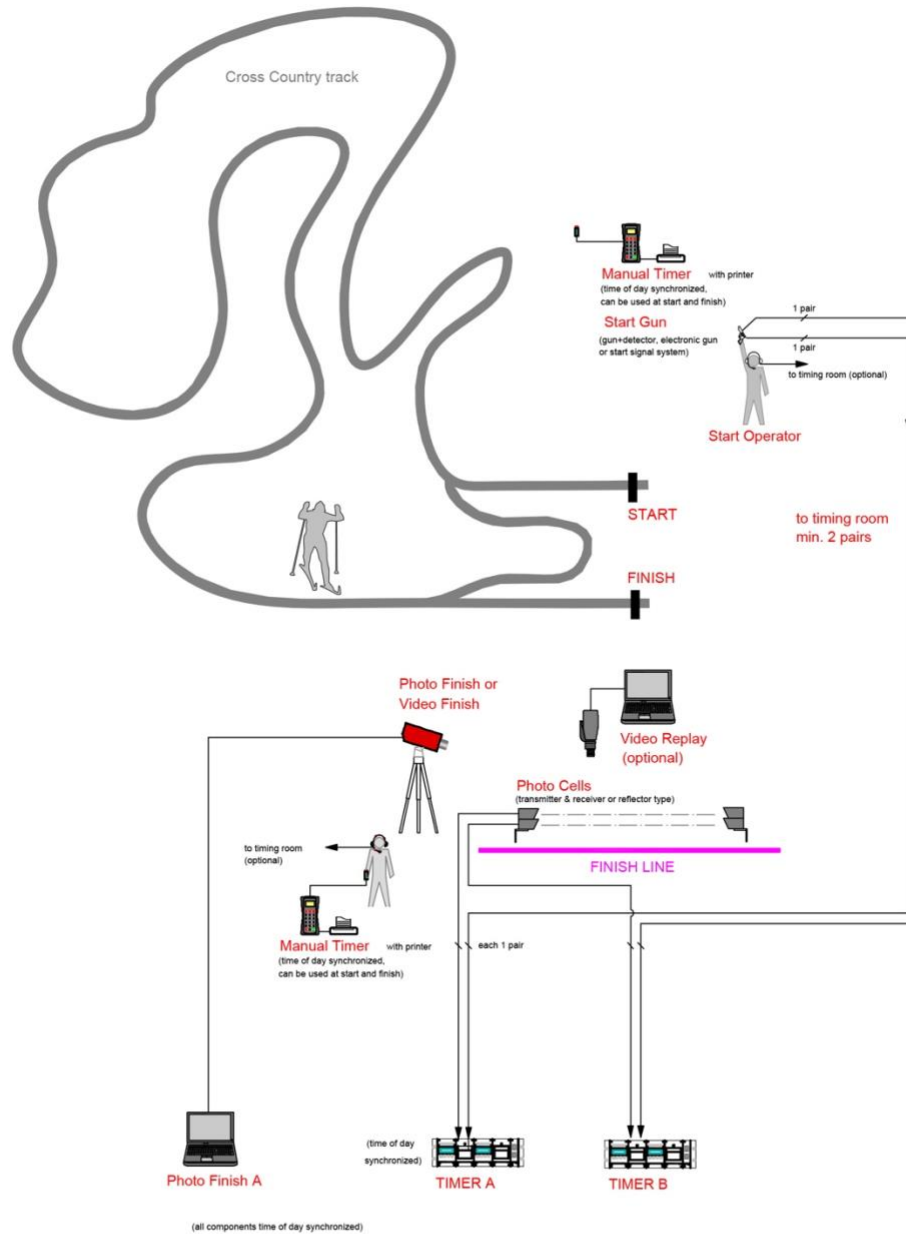 Cross Country track
Manual Timer with printer
(time of day synchronized,
can be used at start and finish)
Start Gun
(gun+detector, electronic gun
or start signal system)
1 pair
1 pair
to timing room (optional)
Start Operator
START
to timing room
min. 2 pairs
FINISH
Photo Finish or
Video Finish
Video Replay
(optional)
Photo Cells
(transmitter & receiver or reflector type)
to timing room
(optional)
FINISH LINE
Manual Timer with printer
(time of day synchronized,
can be used at start and finish)
each 1 pair
(time of day
synchronized)
Photo Finish A
TIMER A
TIMER B
(all components time of day synchronized)